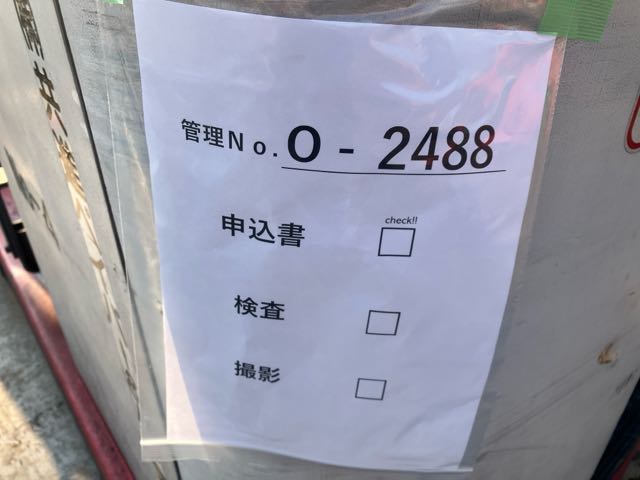 管理No. O - 2488
check!!
申込書 □
検査 □
撮影 □